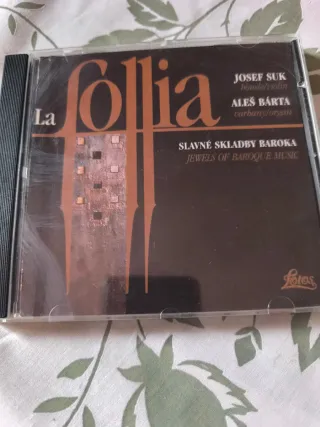 La follia
JOSEF SUK
housle/violin
ALEŠ BÁRTA
varhany/organ
SLAVNÉ SKLADBY BAROKA
JEWELS OF BAROQUE MUSIC
Lotos